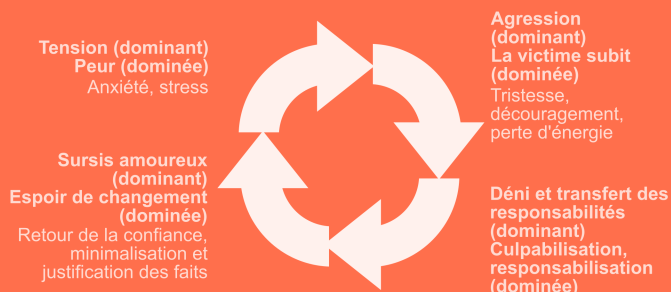 Tension (dominant)
Peur (dominée)
Anxiété, stress
Agression
(dominant)
La victime subit
(dominée)
Tristesse,
découragement,
perte d'énergie
Déni et transfert des
responsabilités
(dominant)
Culpabilisation,
responsabilisation
(dominée)
Sursis amoureux
(dominant)
Espoir de changement
(dominée)
Retour de la confiance,
minimalisation et
justification des faits